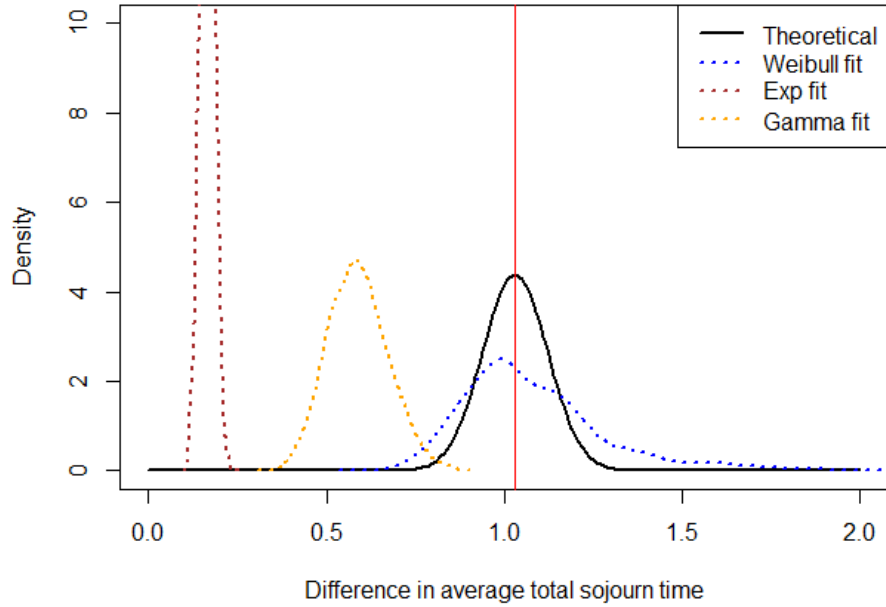 10
8
6
4
2
0
Density
Theoretical
Weibull fit
Exp fit
Gamma fit
0.0 0.5 1.0 1.5 2.0
Difference in average total sojourn time